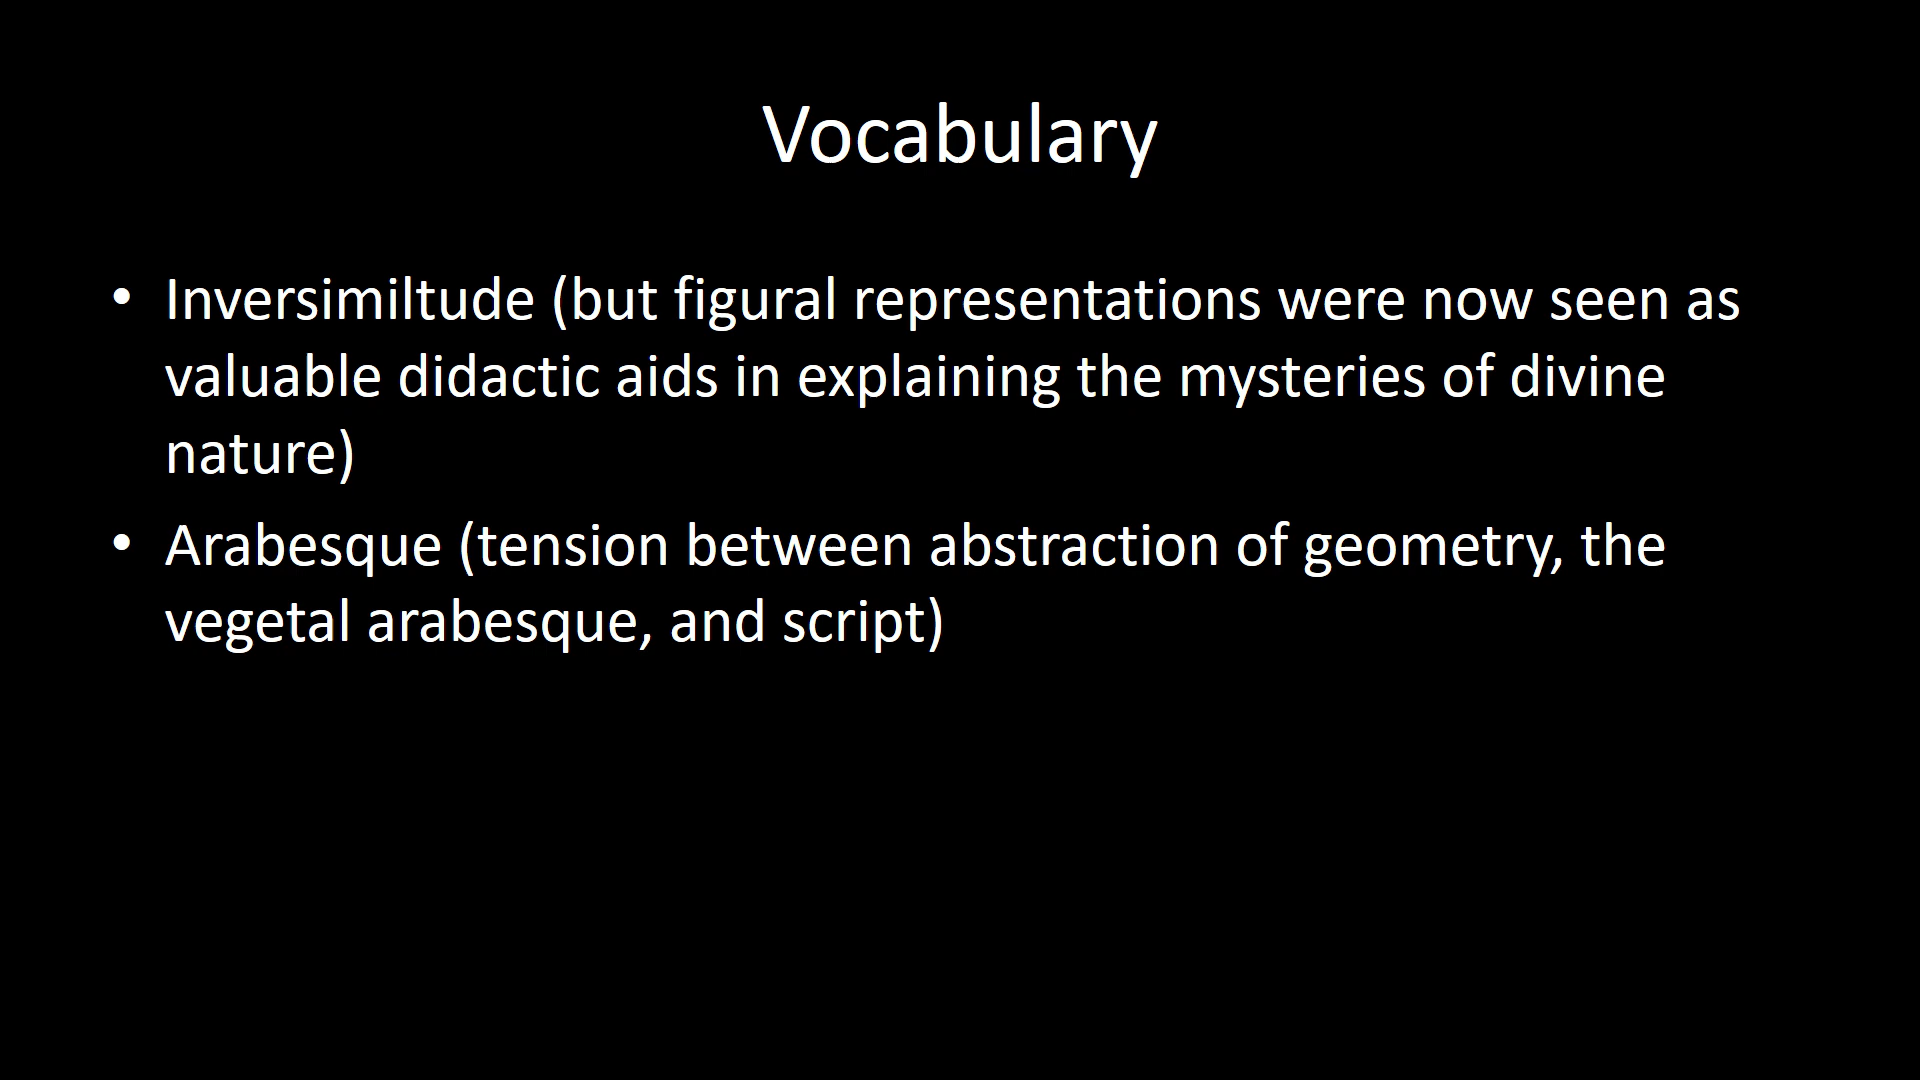 Vocabulary
• Inversimiltude (but figural representations were now seen as
valuable didactic aids in explaining the mysteries of divine
nature)
• Arabesque (tension between abstraction of geometry, the
vegetal arabesque, and script)